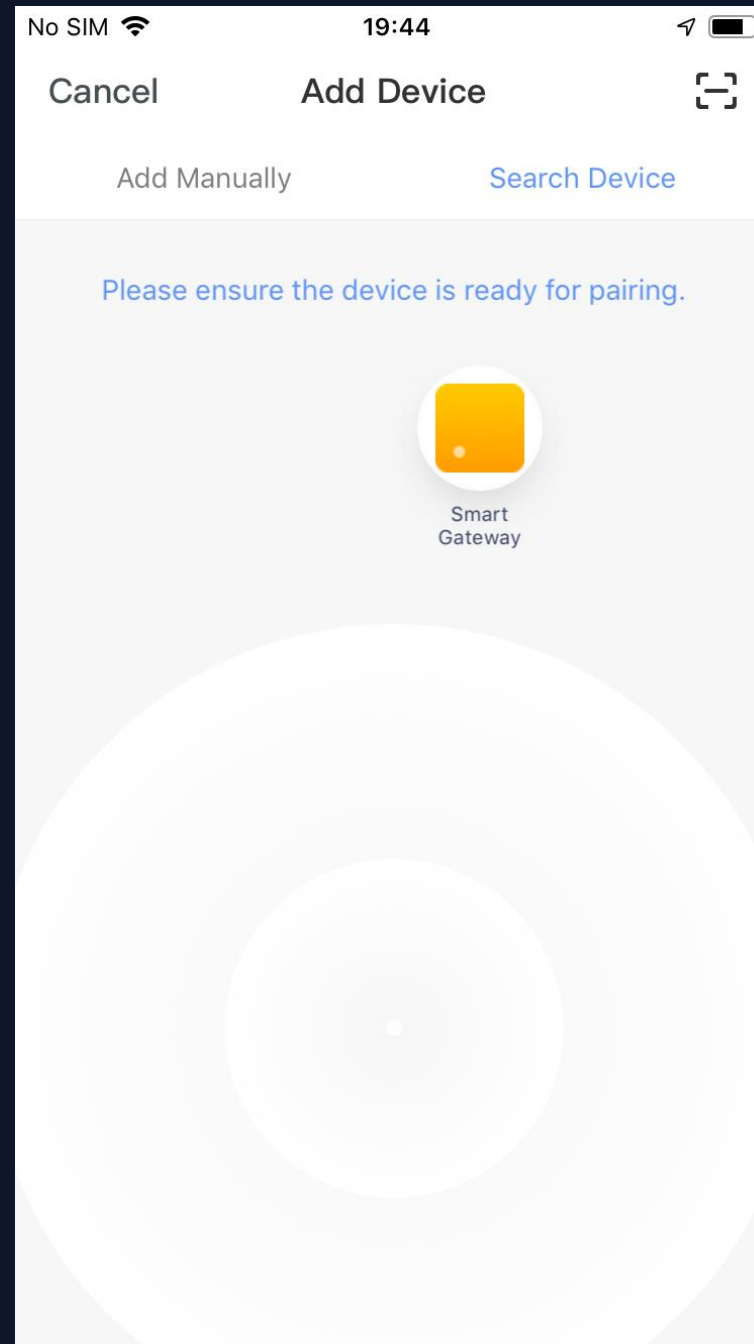 No SIM 19:44
Cancel Add Device
Add Manually Search Device
Please ensure the device is ready for pairing.
Smart
Gateway